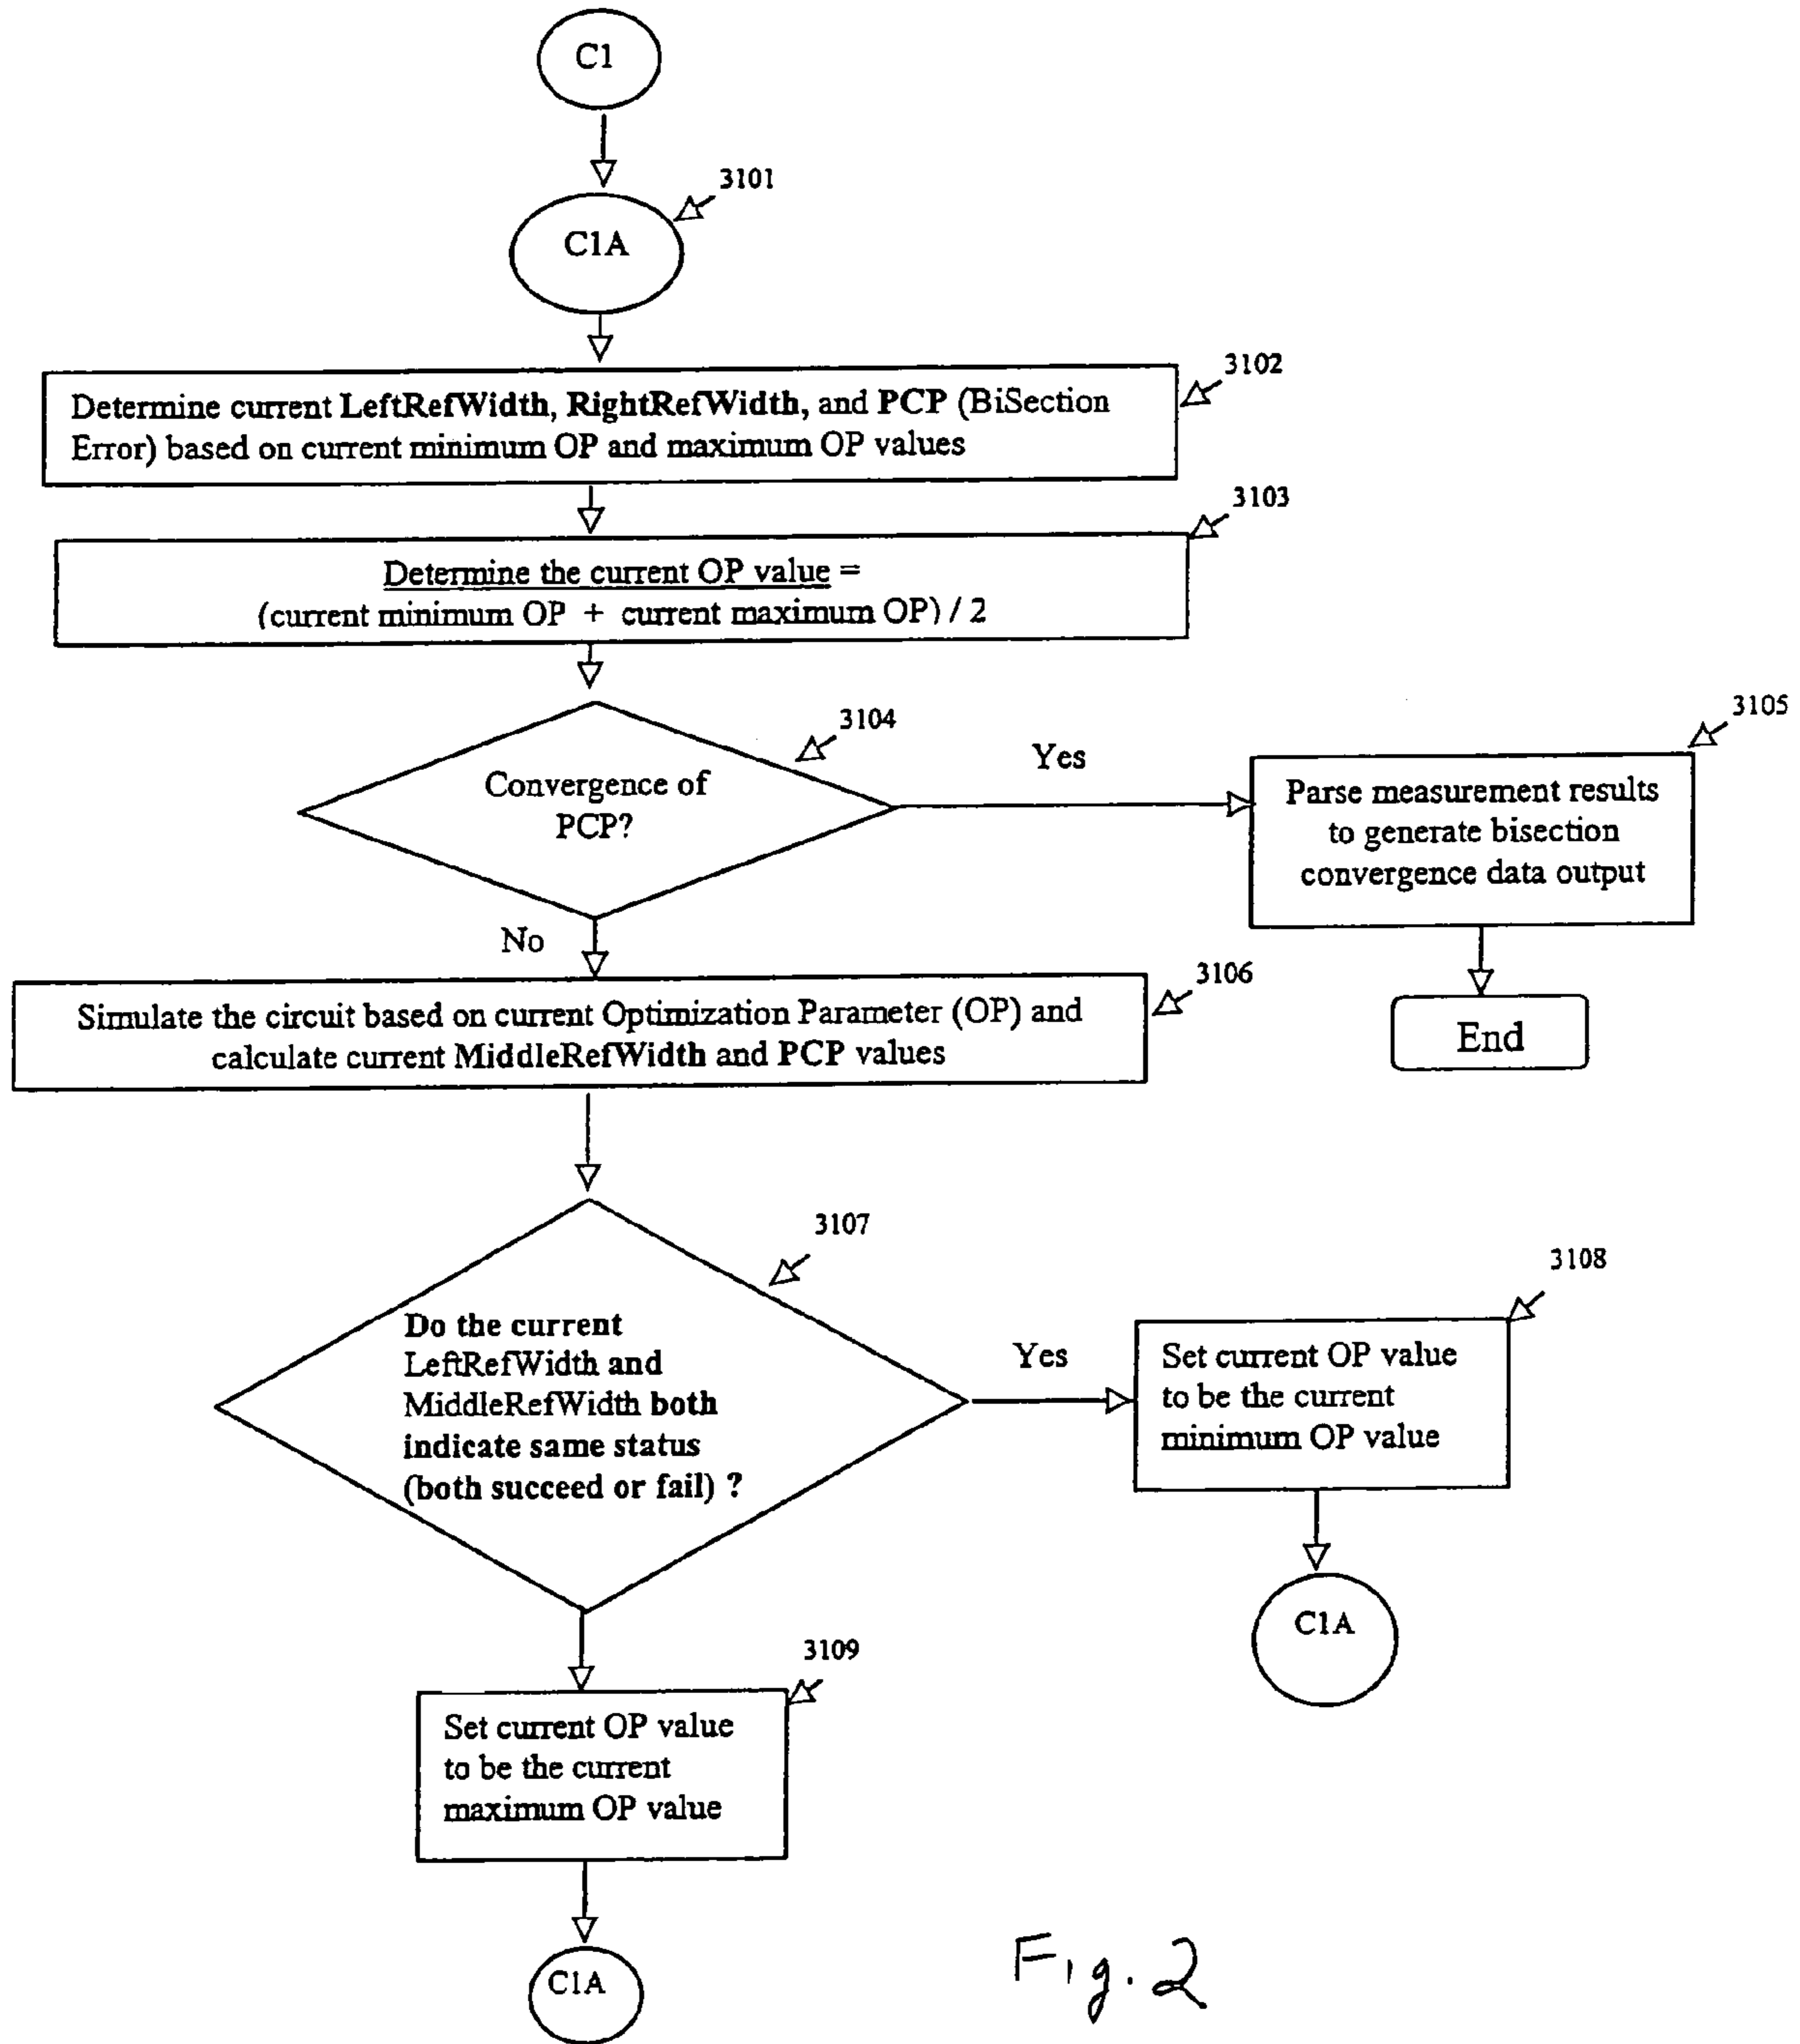 C1
3101
C1A
3102
Determine current LeftRefWidth, RightRefWidth, and PCP (BiSection
Error) based on current minimum OP and maximum OP values
3103
Determine the current OP value =
(current minimum OP + current maximum OP) / 2
3104
Convergence of
PCP?
Yes
3105
Parse measurement results
to generate bisection
convergence data output
No
End
3106
Simulate the circuit based on current Optimization Parameter (OP) and
calculate current MiddleRefWidth and PCP values
3107
Do the current
LeftRefWidth and
MiddleRefWidth both
indicate same status
(both succeed or fail) ?
Yes
3108
Set current OP value
to be the current
minimum OP value
C1A
3109
Set current OP value
to be the current
maximum OP value
C1A
Fig. 2